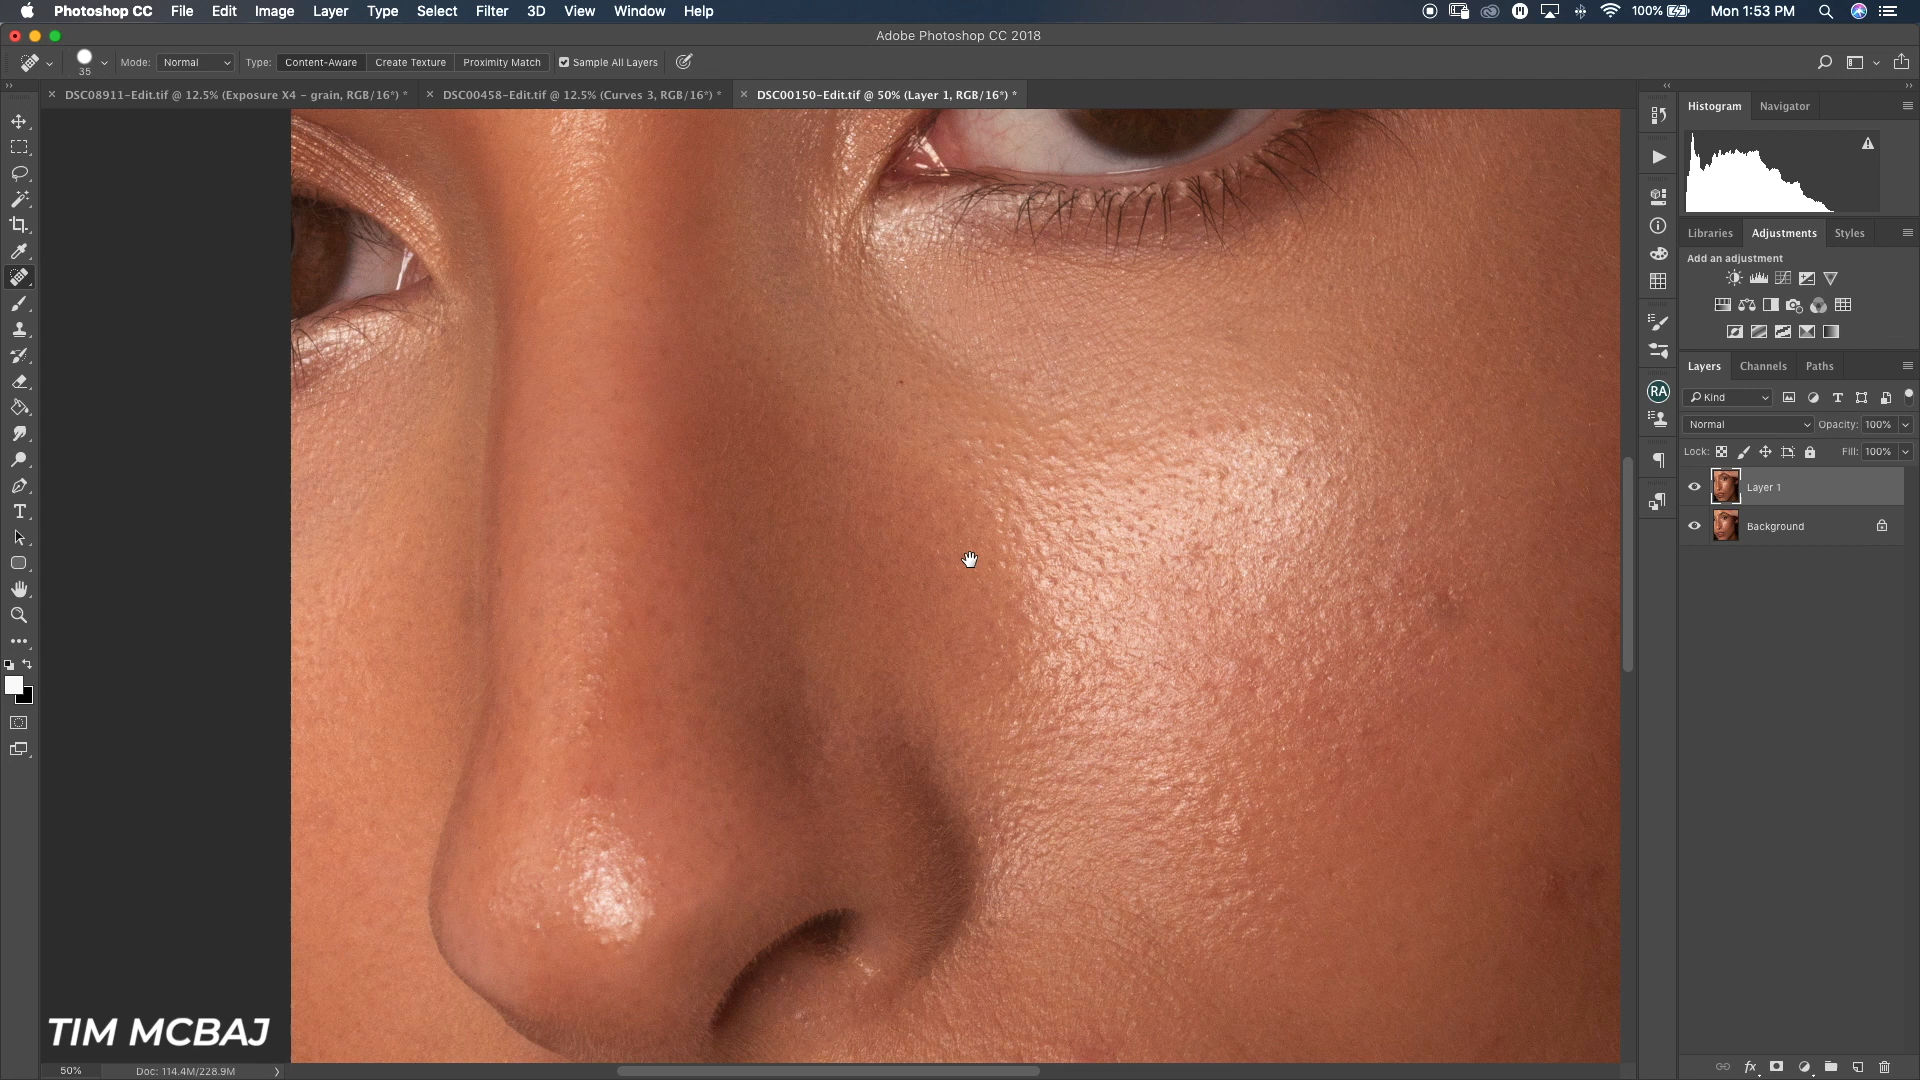 Photoshop CC File Edit Image Layer Type Select Filter 3D View Window Help 100% Mon 1:53 PM
Adobe Photoshop CC 2018
35 Mode: Normal Type: Content-Aware Create Texture Proximity Match Sample All Layers
DSC08911-Edit.tif @ 12.5% (Exposure X4 - grain, RGB/16*) * DSC00458-Edit.tif @ 12.5% (Curves 3, RGB/16*) * DSC00150-Edit.tif @ 50% (Layer 1, RGB/16*) *
Histogram Navigator
Libraries Adjustments Styles
Add an adjustment
Layers Channels Paths
RA
Kind
Normal Opacity: 100%
Lock: Fill: 100%
Layer 1
Background
TIM MCBAJ
50% Doc: 114.4M/228.9M